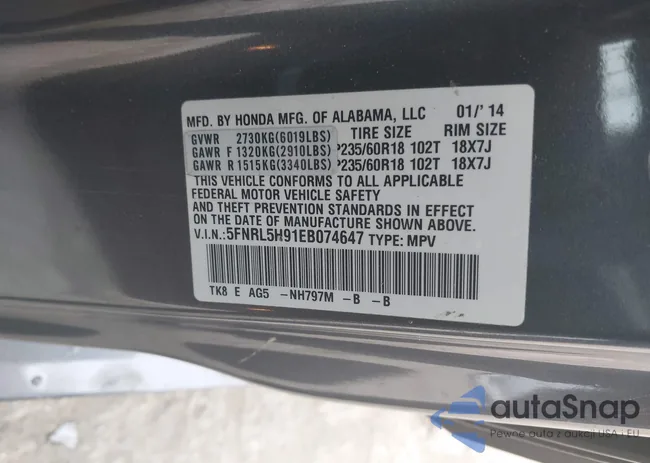 MFD. BY HONDA MFG. OF ALABAMA, LLC 01/'14
GVWR 2730KG(6019LBS) TIRE SIZE RIM SIZE
GAWR F 1320KG(2910LBS) P235/60R18 102T 18X7J
GAWR R 1515KG(3340LBS) P235/60R18 102T 18X7J
THIS VEHICLE CONFORMS TO ALL APPLICABLE
FEDERAL MOTOR VEHICLE SAFETY
AND THEFT PREVENTION STANDARDS IN EFFECT
ON THE DATE OF MANUFACTURE SHOWN ABOVE.
V.I.N.:5FNRL5H91EB074647 TYPE: MPV
TK8 E AG5 -NH797M -B -B
autoSnap
Pewne auto z aukcji USA i EU